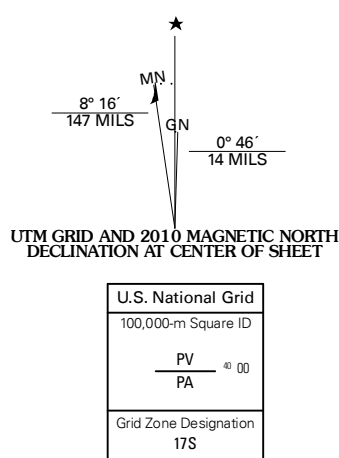 MN
8° 16´
147 MILS
GN
0° 46´
14 MILS
UTM GRID AND 2010 MAGNETIC NORTH
DECLINATION AT CENTER OF SHEET
U.S. National Grid
100,000-m Square ID
PV
40 00
PA
Grid Zone Designation
17S